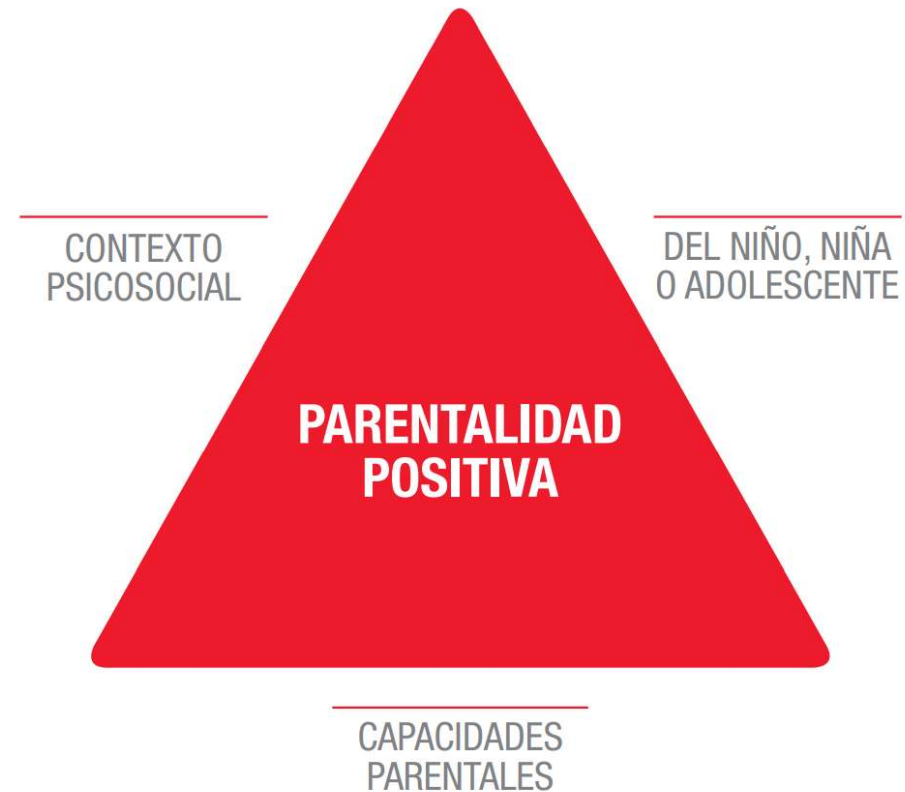 CONTEXTO
PSICOSOCIAL
DEL NIÑO, NIÑA
O ADOLESCENTE
PARENTALIDAD
POSITIVA
CAPACIDADES
PARENTALES